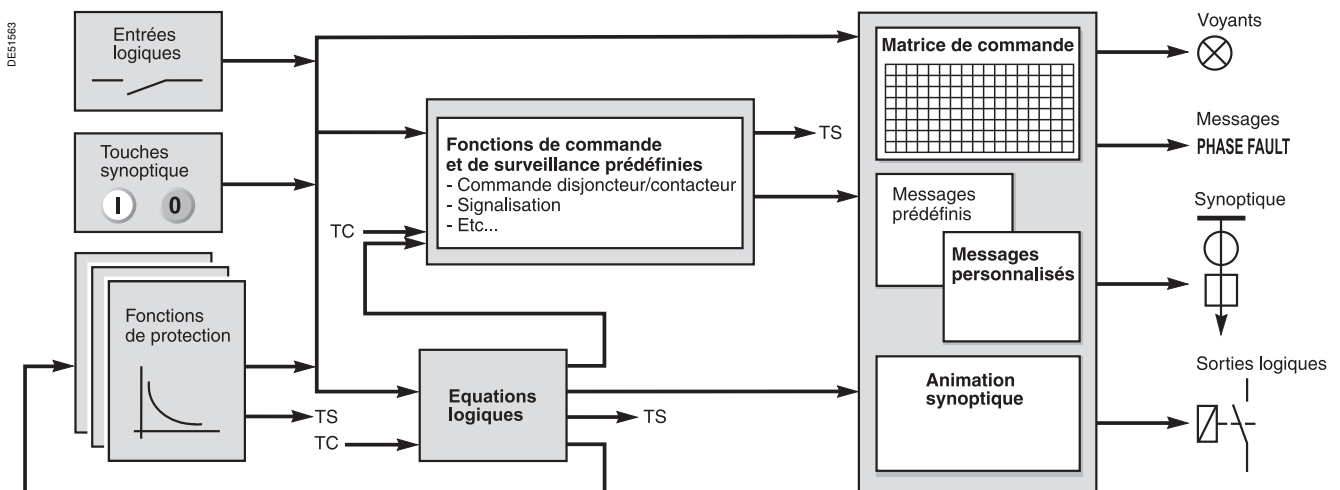 DE51563
Entrées
logiques
Touches
synoptique
I 0
Fonctions
de protection
TS
TC
Fonctions de commande
et de surveillance prédéfinies
- Commande disjoncteur/contacteur
- Signalisation
- Etc...
TC
TS
Equations
logiques
TS
Matrice de commande
Messages
prédéfinis
Messages
personnalisés
Animation
synoptique
Voyants
Messages
PHASE FAULT
Synoptique
Sorties logiques